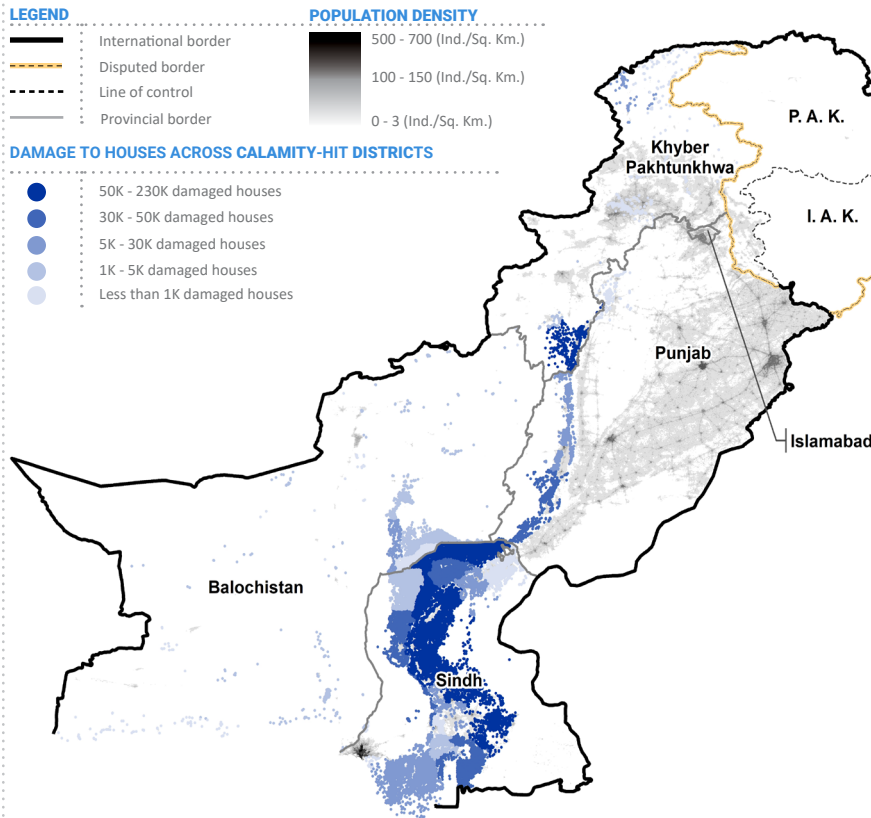 LEGEND
International border
Disputed border
Line of control
Provincial border
POPULATION DENSITY
500 - 700 (Ind./Sq. Km.)
100 - 150 (Ind./Sq. Km.)
0 - 3 (Ind./Sq. Km.)
DAMAGE TO HOUSES ACROSS CALAMITY-HIT DISTRICTS
50K - 230K damaged houses
30K - 50K damaged houses
5K - 30K damaged houses
1K - 5K damaged houses
Less than 1K damaged houses
P. A. K.
Khyber
Pakhtunkhwa
I. A. K.
Punjab
Islamabad
Balochistan
Sindh